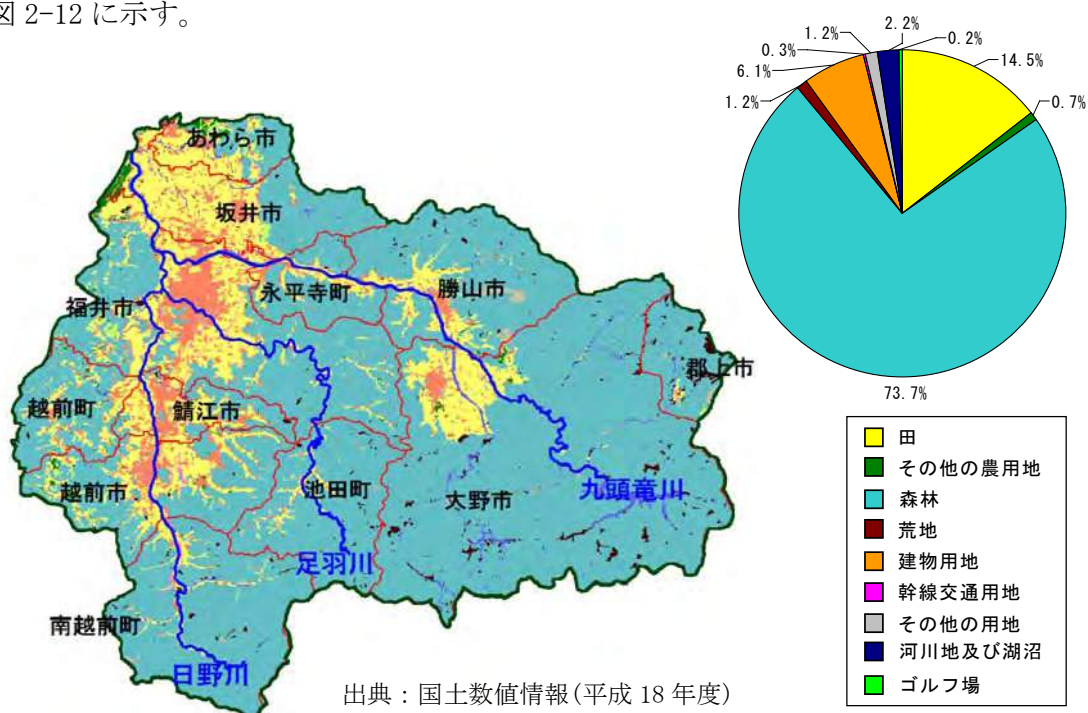 図 2-12 に示す。
1.2%
2.2%
0.3%
0.2%
6.1%
14.5%
1.2%
0.7%
73.7%
あわら市
坂井市
永平寺町
勝山市
福井市
郡上市
越前町
鯖江市
越前市
池田町
大野市
九頭竜川
足羽川
南越前町
日野川
田
その他の農用地
森林
荒地
建物用地
幹線交通用地
その他の用地
河川地及び湖沼
ゴルフ場
出典：国土数値情報(平成 18 年度)